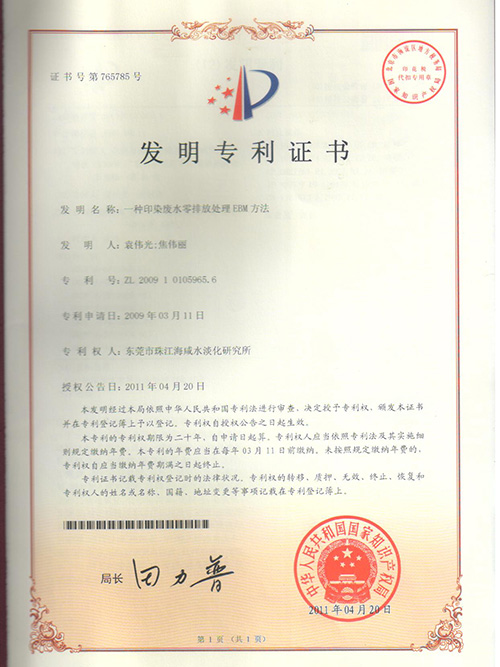 证书号第765785号
印花税
代扣专用章
发明专利证书
发 明 名 称：一种印染废水零排放处理EBM方法
发 明 人：袁伟光;焦伟丽
专 利 号：ZL 2009 1 0105965.6
专利申请日：2009年03月11日
专 利 权 人：东莞市珠江海咸水淡化研究所
授权公告日：2011年04月20日
本发明经过本局依照中华人民共和国专利法进行审查，决定授予专利权，颁发本证书
并在专利登记簿上予以登记。专利权自授权公告之日起生效。
本专利的专利权期限为二十年，自申请日起算。专利权人应当依照专利法及其实施细
则规定缴纳年费。本专利的年费应当在每年03月11日前缴纳。未按照规定缴纳年费的，
专利权自应当缴纳年费期满之日起终止。
专利证书记载专利权登记时的法律状况。专利权的转移、质押、无效、终止、恢复和
专利权人的姓名或名称、国籍、地址变更等事项记载在专利登记簿上。
局长 田力普
中华人民共和国国家知识产权局
2011年04月20日
第1页（共1页）